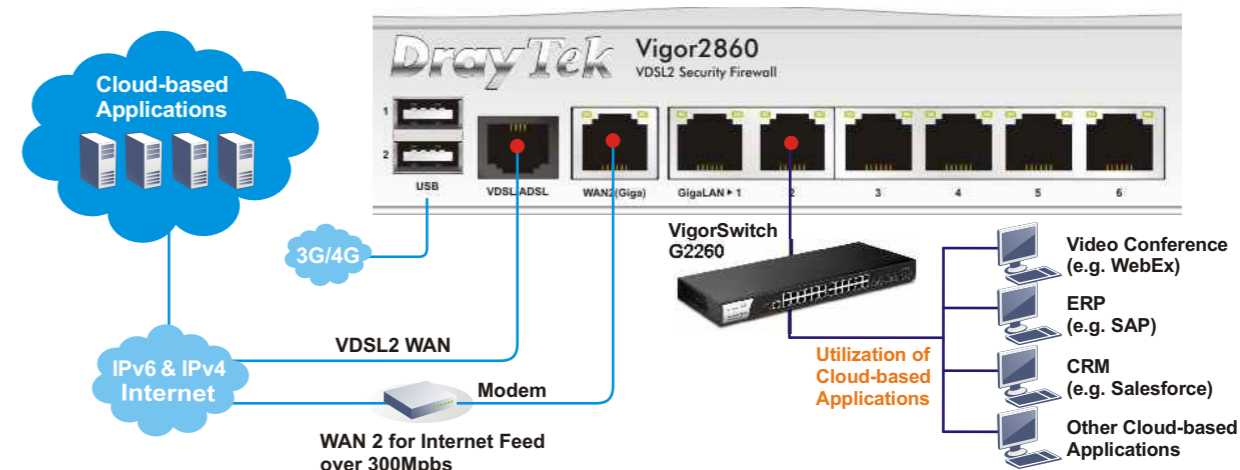 DrayTek
Vigor2860
VDSL2 Security Firewall
Cloud-based
Applications
1
2
USB
VDSL/ADSL
WAN2(Giga)
GigaLAN ▶ 1
2
3
4
5
6
3G/4G
VigorSwitch
G2260
Video Conference
(e.g. WebEx)
ERP
(e.g. SAP)
CRM
(e.g. Salesforce)
Other Cloud-based
Applications
Utilization of
Cloud-based
Applications
VDSL2 WAN
IPv6 & IPv4
Internet
Modem
WAN 2 for Internet Feed
over 300Mpbs